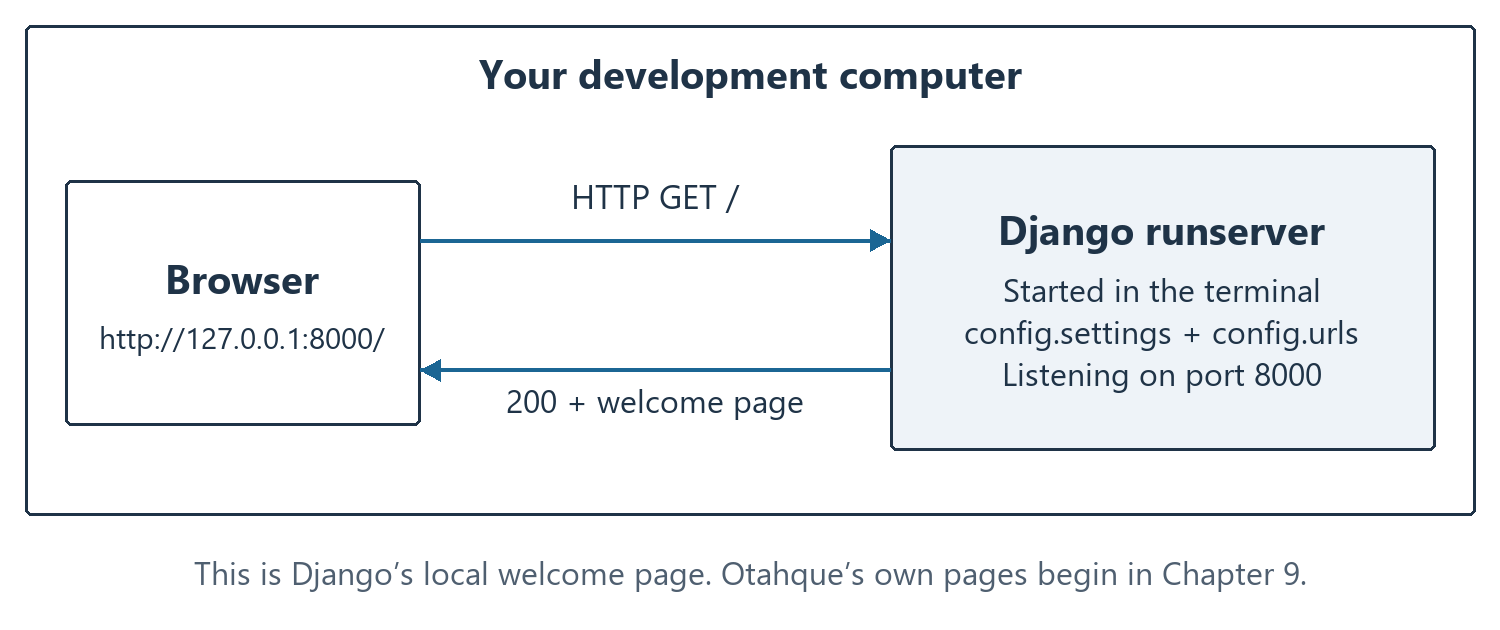 Your development computer
HTTP GET /
Browser
http://127.0.0.1:8000/
Django runserver
Started in the terminal
config.settings + config.urls
Listening on port 8000
200 + welcome page
This is Django’s local welcome page. Otahque’s own pages begin in Chapter 9.